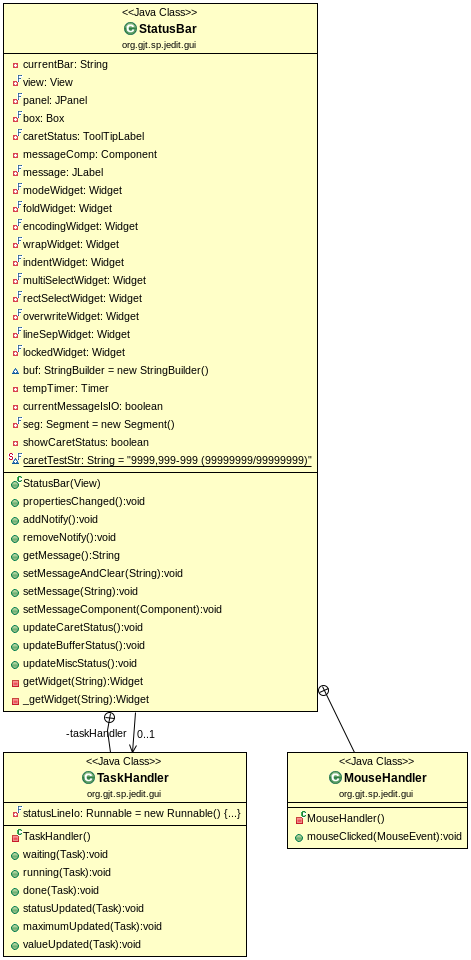 <<Java Class>>
StatusBar
org.gjt.sp.jedit.gui
currentBar: String
view: View
panel: JPanel
box: Box
caretStatus: ToolTipLabel
messageComp: Component
message: JLabel
modeWidget: Widget
foldWidget: Widget
encodingWidget: Widget
wrapWidget: Widget
indentWidget: Widget
multiSelectWidget: Widget
rectSelectWidget: Widget
overwriteWidget: Widget
lineSepWidget: Widget
lockedWidget: Widget
buf: StringBuilder = new StringBuilder()
tempTimer: Timer
currentMessageIsIO: boolean
seg: Segment = new Segment()
showCaretStatus: boolean
caretTestStr: String = "9999,999-999 (99999999/99999999)"
StatusBar(View)
propertiesChanged():void
addNotify():void
removeNotify():void
getMessage():String
setMessageAndClear(String):void
setMessage(String):void
setMessageComponent(Component):void
updateCaretStatus():void
updateBufferStatus():void
updateMiscStatus():void
getWidget(String):Widget
_getWidget(String):Widget
-taskHandler 0..1
<<Java Class>>
TaskHandler
org.gjt.sp.jedit.gui
statusLineIo: Runnable = new Runnable() {...}
TaskHandler()
waiting(Task):void
running(Task):void
done(Task):void
statusUpdated(Task):void
maximumUpdated(Task):void
valueUpdated(Task):void
<<Java Class>>
MouseHandler
org.gjt.sp.jedit.gui
MouseHandler()
mouseClicked(MouseEvent):void